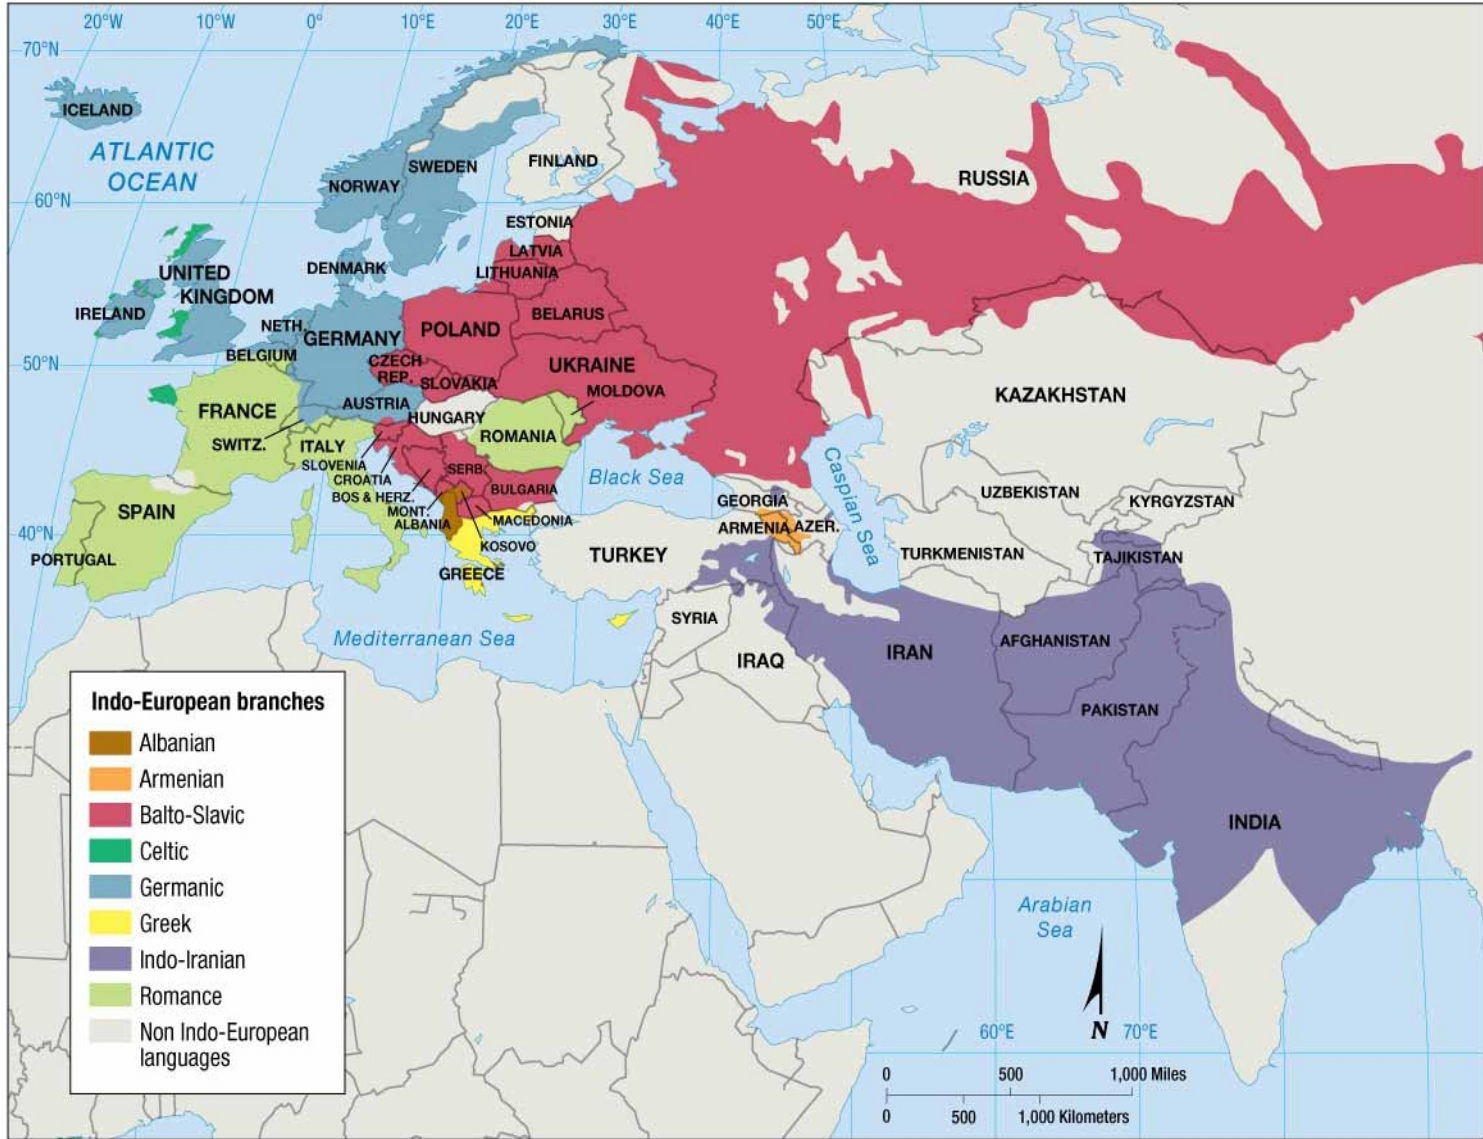 20°W 10°W 0° 10°E 20°E 30°E 40°E 50°E
70°N
ICELAND
ATLANTIC
OCEAN
SWEDEN
FINLAND
NORWAY
RUSSIA
60°N
ESTONIA
LATVIA
LITHUANIA
DENMARK
UNITED
KINGDOM
IRELAND
NETH.
GERMANY
POLAND
BELARUS
BELGIUM
50°N
CZECH
REP.
SLOVAKIA
UKRAINE
MOLDOVA
KAZAKHSTAN
FRANCE
AUSTRIA
HUNGARY
SWITZ.
ITALY
ROMANIA
SLOVENIA
CROATIA
BOS & HERZ.
SERB.
BULGARIA
MONT.
ALBANIA
MACEDONIA
KOSOVO
GREECE
Black Sea
Caspian Sea
GEORGIA
ARMENIA
AZER.
UZBEKISTAN
KYRGYZSTAN
SPAIN
PORTUGAL
40°N
TURKEY
TURKMENISTAN
TAJIKISTAN
Mediterranean Sea
SYRIA
IRAQ
IRAN
AFGHANISTAN
PAKISTAN
INDIA
Arabian
Sea
N
60°E 70°E
0 500 1,000 Miles
0 500 1,000 Kilometers
Indo-European branches
Albanian
Armenian
Balto-Slavic
Celtic
Germanic
Greek
Indo-Iranian
Romance
Non Indo-European
languages